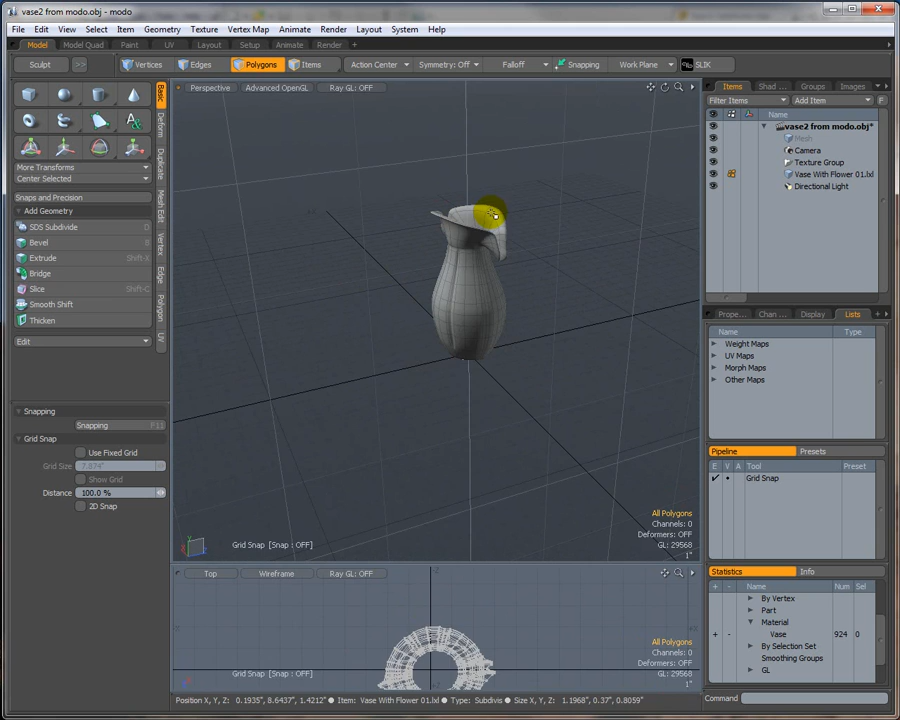 vase2 from modo.obj - modo
File Edit View Select Item Geometry Texture Vertex Map Animate Render Layout System Help
Model Model Quad Paint UV Layout Setup Animate Render
Sculpt >> Vertices Edges Polygons Items Action Center Symmetry: Off Falloff Snapping Work Plane SLIK
Perspective Advanced OpenGL Ray GL: OFF
Items Shad ... Groups Images
Filter Items Add Item F
Name
vase2 from modo.obj*
Mesh
Camera
Texture Group
Vase With Flower 01.lxl
Directional Light
Basic
Deform
Duplicate
Mesh Edit
Vertex
Edge
Polygon
UV
More Transforms
Center Selected
Snaps and Precision
Add Geometry
SDS Subdivide D
Bevel B
Extrude Shift-X
Bridge
Slice Shift-C
Smooth Shift
Thicken
Edit
Snapping
Snapping F11
Grid Snap
Use Fixed Grid
Grid Size 7.874"
Show Grid
Distance 100.0 %
2D Snap
All Polygons
Channels: 0
Deformers: OFF
GL: 29568
1"
Grid Snap [Snap : OFF]
Prope... Chan ... Display Lists +
Name Type
Weight Maps
UV Maps
Morph Maps
Other Maps
Pipeline Presets
E V A Tool Preset
Grid Snap
Statistics Info
+ - Name Num Sel
By Vertex
Part
Material
+ - Vase 924 0
By Selection Set
Smoothing Groups
GL
Top Wireframe Ray GL: OFF
All Polygons
Channels: 0
Deformers: OFF
GL: 29568
1"
Grid Snap [Snap : OFF]
Position X, Y, Z: 0.1935", 8.6437", 1.4212" ● Item: Vase With Flower 01.lxl ● Type: Subdivs ● Size X, Y, Z: 1.1968", 0.37", 0.8059"
Command